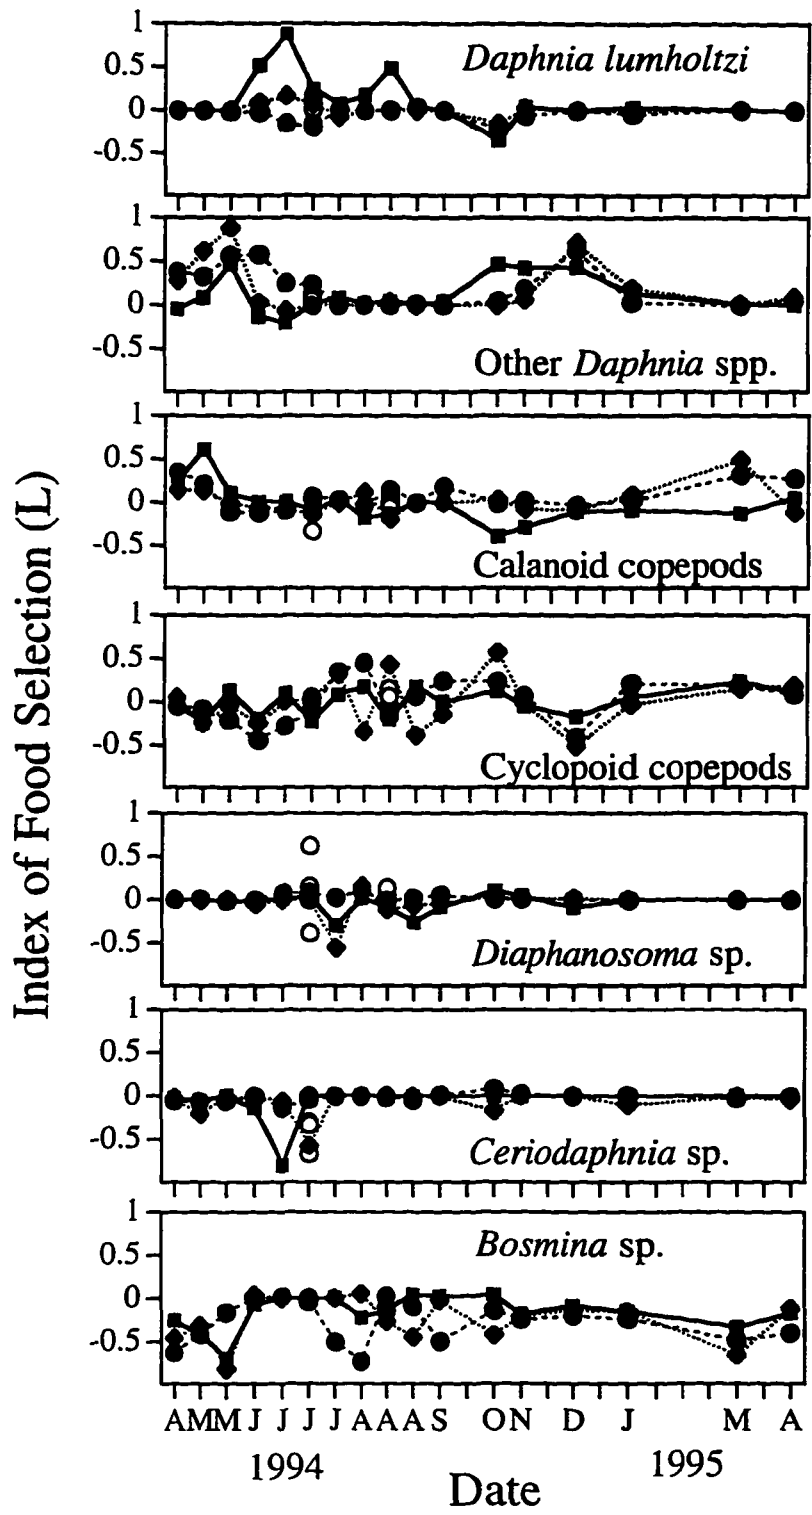 Index of Food Selection (L)
1
0.5
0
-0.5
Daphnia lumholtzi
1
0.5
0
-0.5
Other Daphnia spp.
1
0.5
0
-0.5
Calanoid copepods
1
0.5
0
-0.5
Cyclopoid copepods
1
0.5
0
-0.5
Diaphanosoma sp.
1
0.5
0
-0.5
Ceriodaphnia sp.
1
0.5
0
-0.5
Bosmina sp.
A M M J J J J A A A S O N D J M A
1994 1995
Date